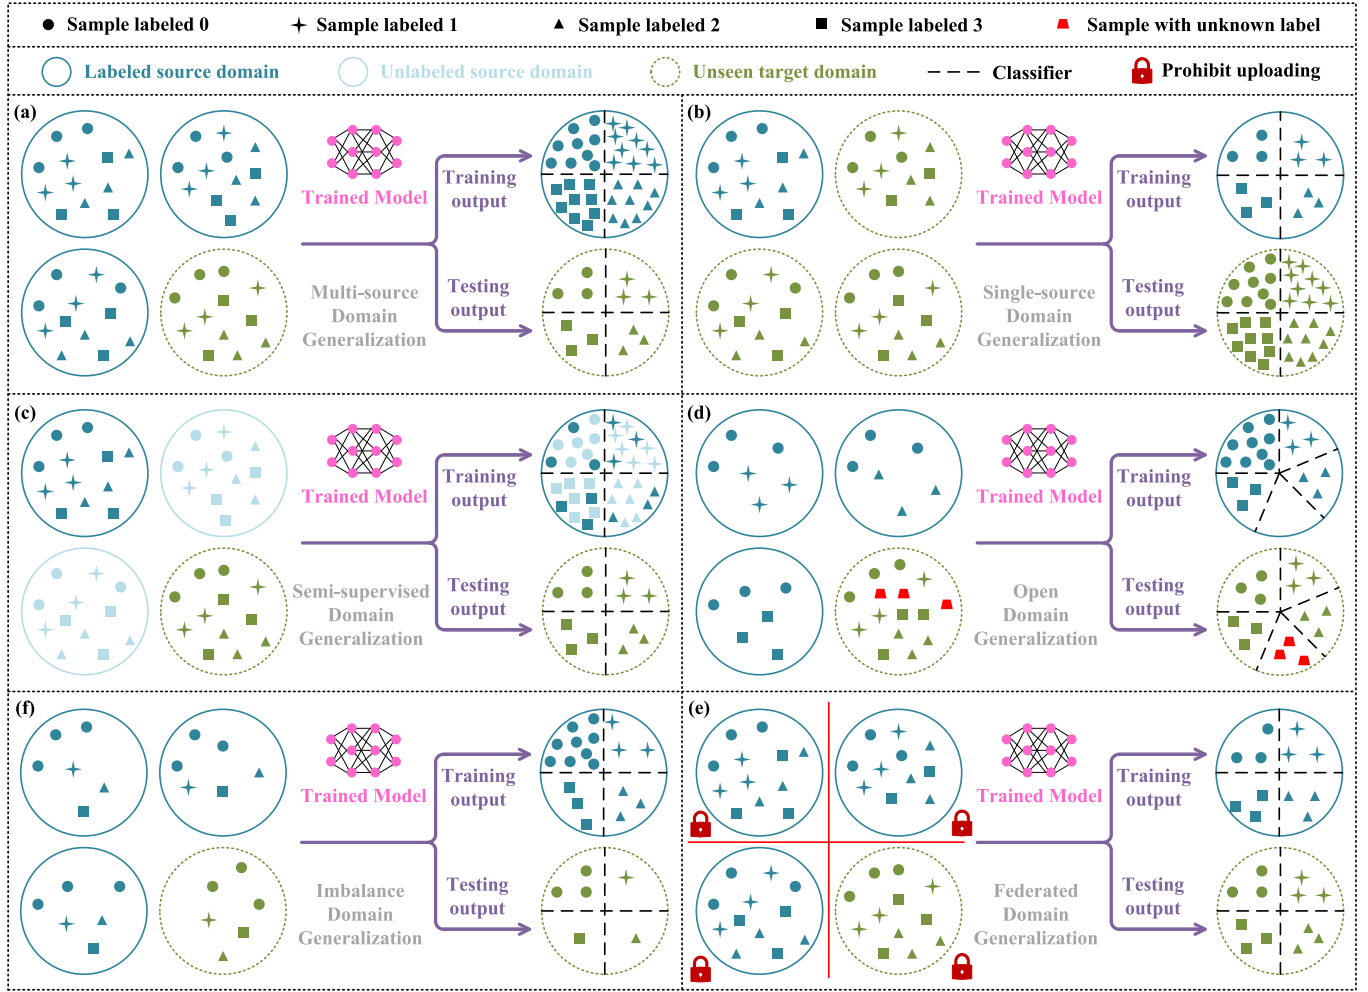 Sample labeled 0
Sample labeled 1
Sample labeled 2
Sample labeled 3
Sample with unknown label
Labeled source domain
Unlabeled source domain
Unseen target domain
Classifier
Prohibit uploading
(a)
Trained Model
Training
output
Multi-source
Domain
Generalization
Testing
output
(b)
Trained Model
Training
output
Single-source
Domain
Generalization
Testing
output
(c)
Trained Model
Training
output
Semi-supervised
Domain
Generalization
Testing
output
(d)
Trained Model
Training
output
Open
Domain
Generalization
Testing
output
(f)
Trained Model
Training
output
Imbalance
Domain
Generalization
Testing
output
(e)
Trained Model
Training
output
Federated
Domain
Generalization
Testing
output